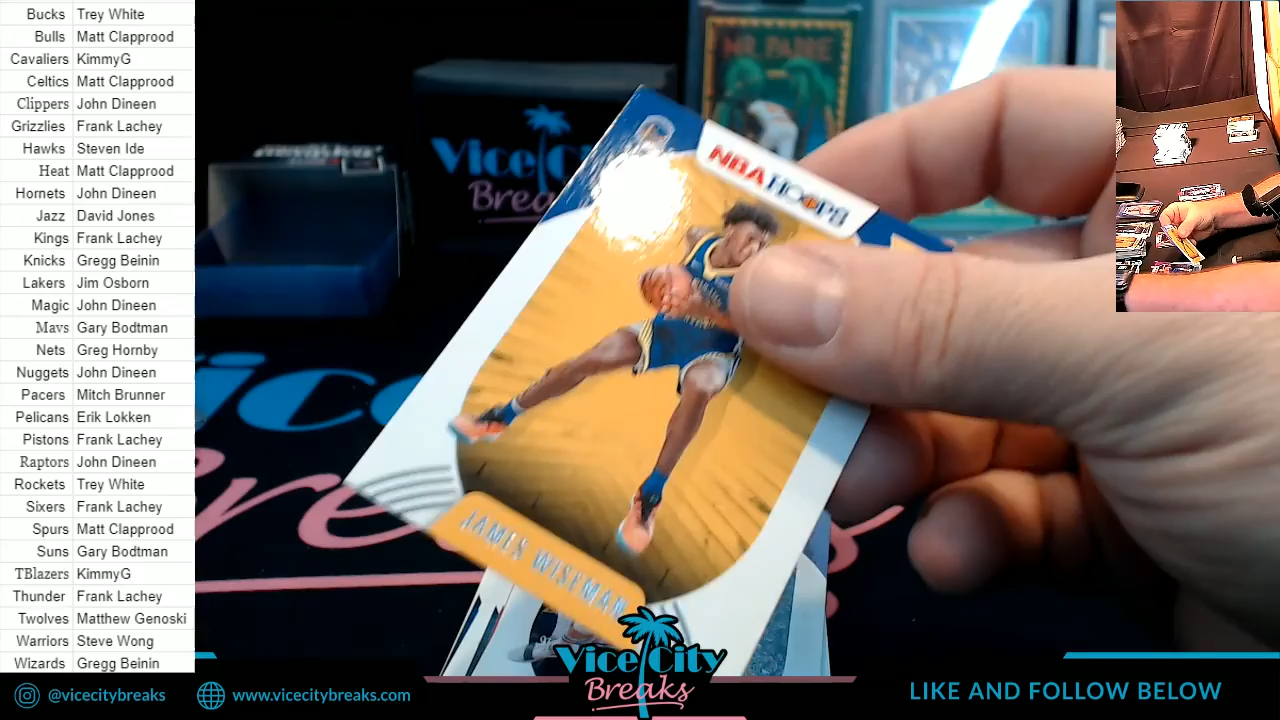 Bucks Trey White
Bulls Matt Clapprood
Cavaliers KimmyG
Celtics Matt Clapprood
Clippers John Dineen
Grizzlies Frank Lachey
Hawks Steven Ide
Heat Matt Clapprood
Hornets John Dineen
Jazz David Jones
Kings Frank Lachey
Knicks Gregg Beinin
Lakers Jim Osborn
Magic John Dineen
Mavs Gary Bodtman
Nets Greg Hornby
Nuggets John Dineen
Pacers Mitch Brunner
Pelicans Erik Lokken
Pistons Frank Lachey
Raptors John Dineen
Rockets Trey White
Sixers Frank Lachey
Spurs Matt Clapprood
Suns Gary Bodtman
TBlazers KimmyG
Thunder Frank Lachey
Twolves Matthew Genoski
Warriors Steve Wong
Wizards Gregg Beinin
NBA HOOPS
JAMES WISEMAN
Vice City
Breaks
@vicecitybreaks
www.vicecitybreaks.com
LIKE AND FOLLOW BELOW